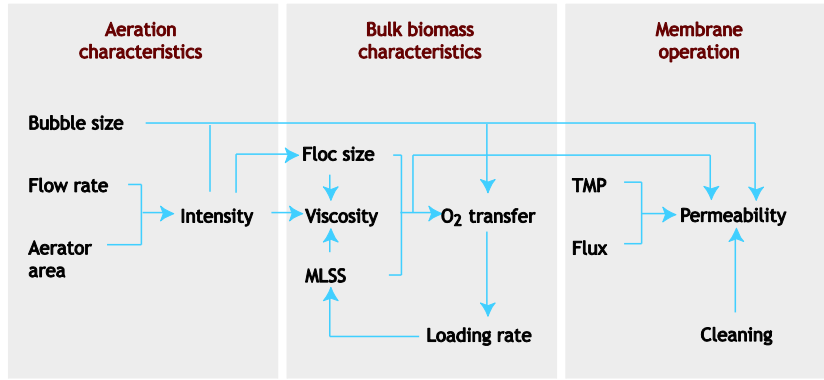 Aeration
characteristics
Bulk biomass
characteristics
Membrane
operation
Bubble size
Floc size
Flow rate
TMP
Intensity
Viscosity
O₂ transfer
Permeability
Aerator
area
Flux
MLSS
Loading rate
Cleaning